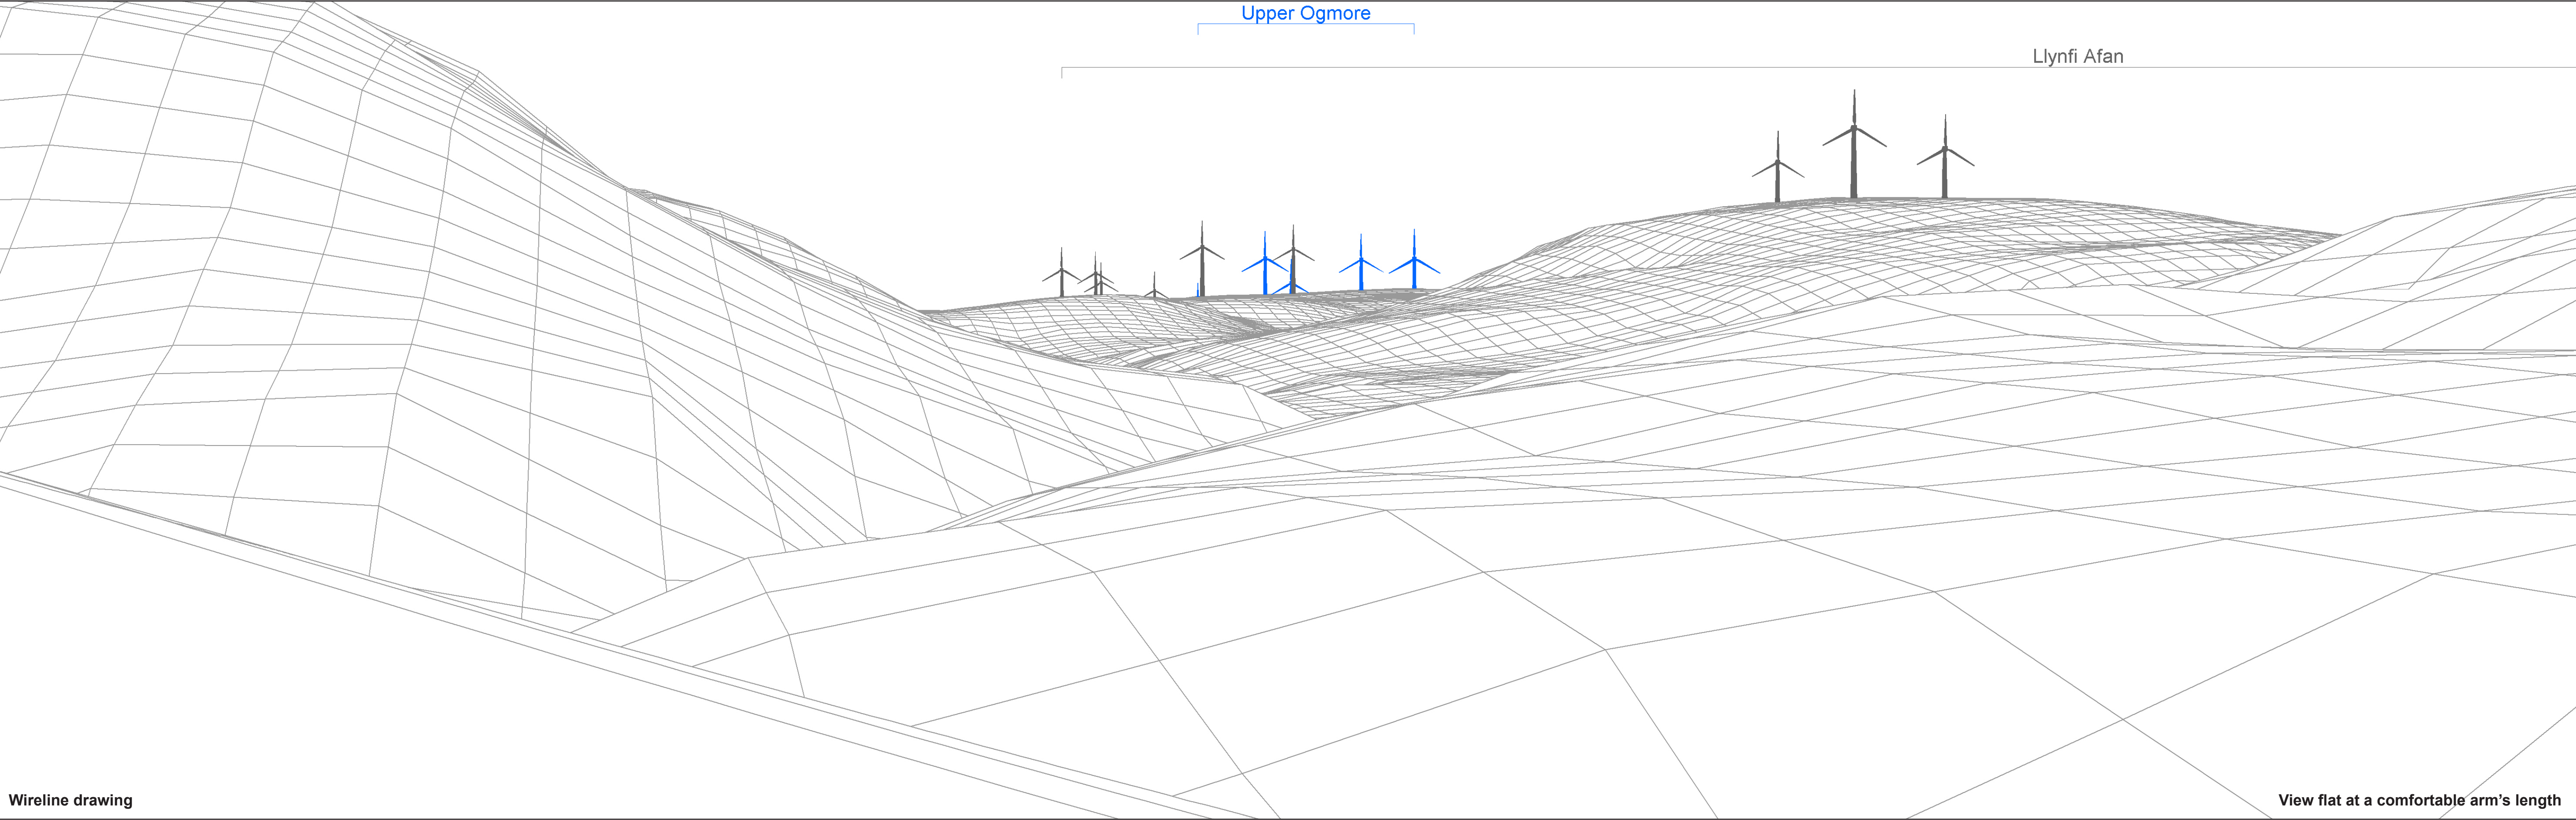 Upper Ogmore
Llynfi Afan
Wireline drawing
View flat at a comfortable arm's length